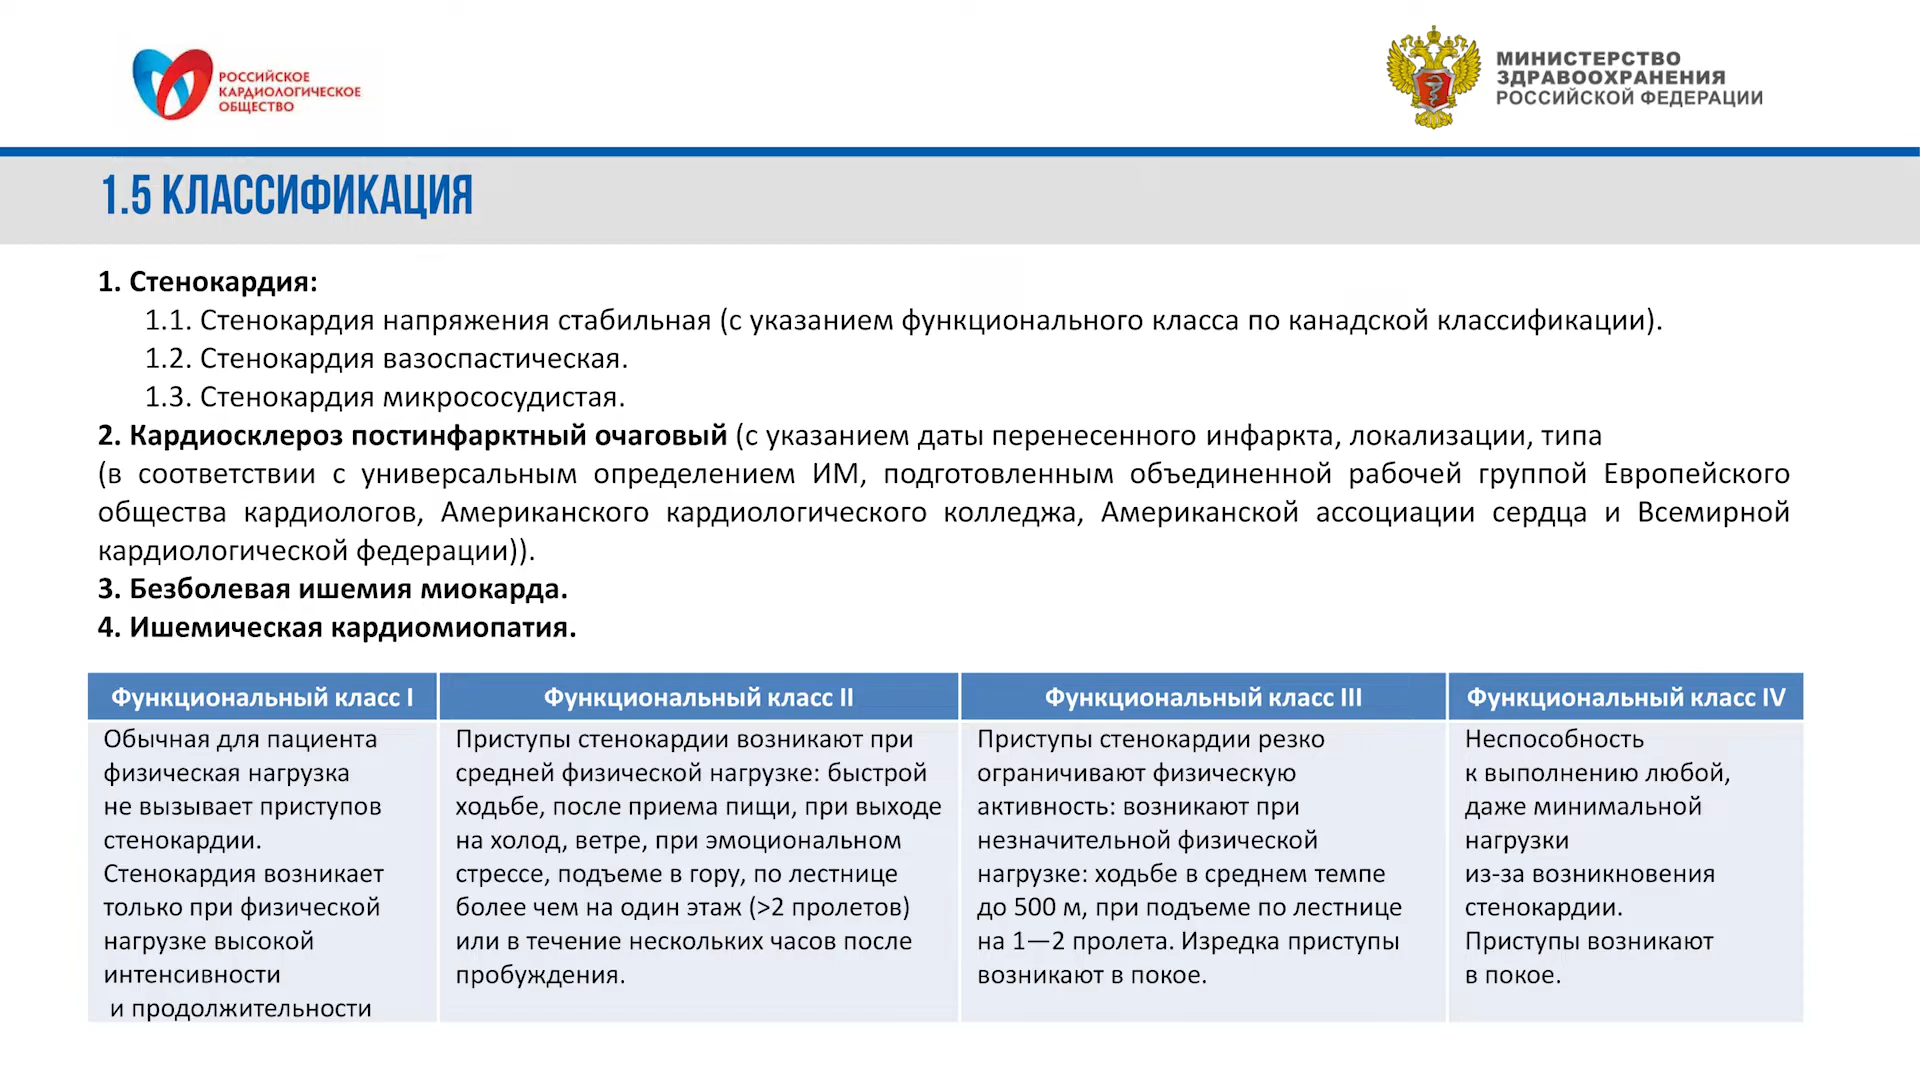 РОССИЙСКОЕ
КАРДИОЛОГИЧЕСКОЕ
ОБЩЕСТВО
МИНИСТЕРСТВО
ЗДРАВООХРАНЕНИЯ
РОССИЙСКОЙ ФЕДЕРАЦИИ
1.5 КЛАССИФИКАЦИЯ
1. Стенокардия:
1.1. Стенокардия напряжения стабильная (с указанием функционального класса по канадской классификации).
1.2. Стенокардия вазоспастическая.
1.3. Стенокардия микрососудистая.
2. Кардиосклероз постинфарктный очаговый (с указанием даты перенесенного инфаркта, локализации, типа
(в соответствии с универсальным определением ИМ, подготовленным объединенной рабочей группой Европейского
общества кардиологов, Американского кардиологического колледжа, Американской ассоциации сердца и Всемирной
кардиологической федерации)).
3. Безболевая ишемия миокарда.
4. Ишемическая кардиомиопатия.
Функциональный класс I
Обычная для пациента
физическая нагрузка
не вызывает приступов
стенокардии.
Стенокардия возникает
только при физической
нагрузке высокой
интенсивности
и продолжительности
Функциональный класс II
Приступы стенокардии возникают при
средней физической нагрузке: быстрой
ходьбе, после приема пищи, при выходе
на холод, ветре, при эмоциональном
стрессе, подъеме в гору, по лестнице
более чем на один этаж (>2 пролетов)
или в течение нескольких часов после
пробуждения.
Функциональный класс III
Приступы стенокардии резко
ограничивают физическую
активность: возникают при
незначительной физической
нагрузке: ходьбе в среднем темпе
до 500 м, при подъеме по лестнице
на 1—2 пролета. Изредка приступы
возникают в покое.
Функциональный класс IV
Неспособность
к выполнению любой,
даже минимальной
нагрузки
из-за возникновения
стенокардии.
Приступы возникают
в покое.